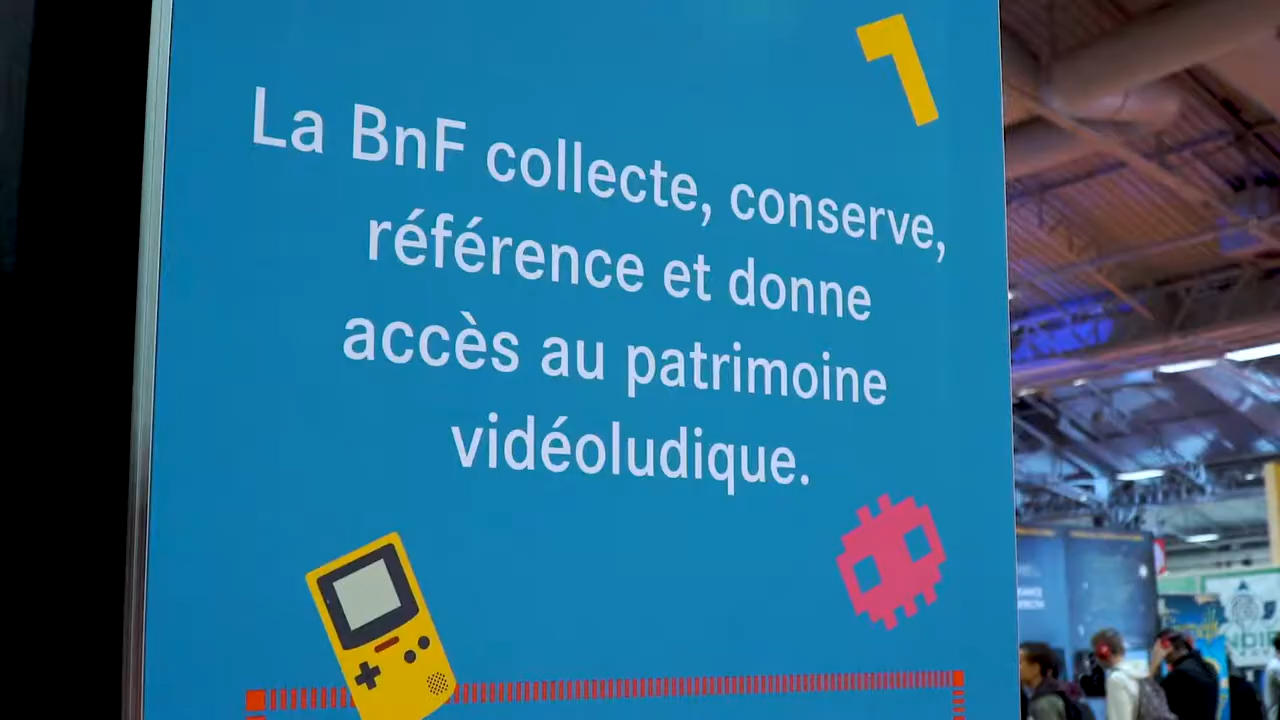 La BnF collecte, conserve,
référence et donne
accès au patrimoine
vidéoludique.